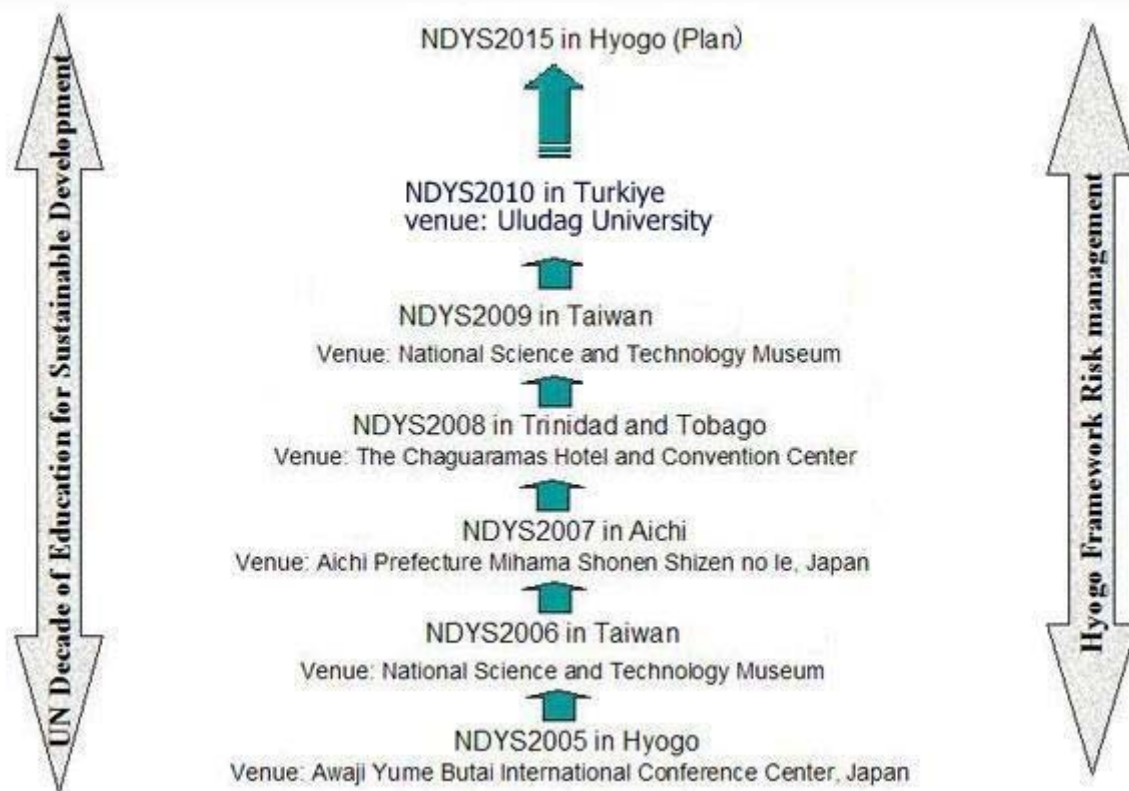 NDYS2015 in Hyogo (Plan)
NDYS2010 in Turkiye
venue: Uludag University
NDYS2009 in Taiwan
Venue: National Science and Technology Museum
NDYS2008 in Trinidad and Tobago
Venue: The Chaguaramas Hotel and Convention Center
NDYS2007 in Aichi
Venue: Aichi Prefecture Mihama Shonen Shizen no Ie, Japan
NDYS2006 in Taiwan
Venue: National Science and Technology Museum
NDYS2005 in Hyogo
Venue: Awaji Yume Butai International Conference Center, Japan
UN Decade of Education for Sustainable Development
Hyogo Framework Risk management